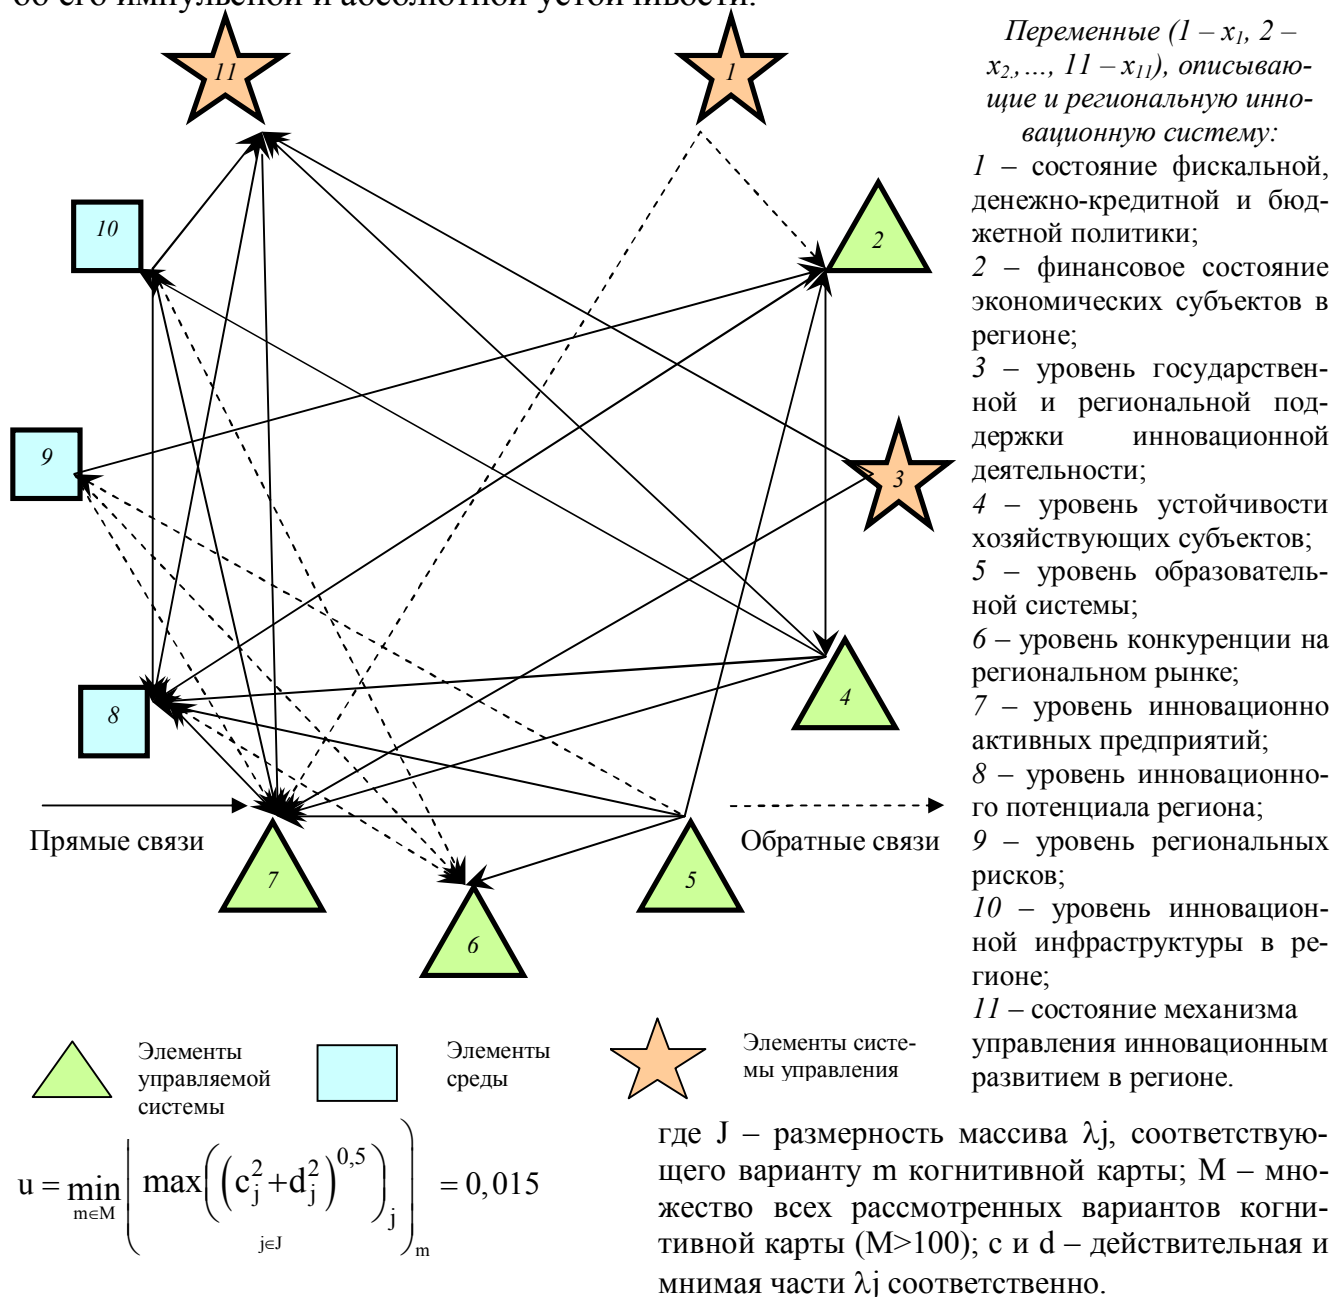 об его импульсной и абсолютной устойчивости.
11
1
10
2
9
3
8
4
7
6
5
Прямые связи
Обратные связи
Переменные (1 – x1, 2 –
x2,…, 11 – x11), описываю-
щие и региональную инно-
вационную систему:
1 – состояние фискальной,
денежно-кредитной и бюд-
жетной политики;
2 – финансовое состояние
экономических субъектов в
регионе;
3 – уровень государствен-
ной и региональной под-
держки инновационной
деятельности;
4 – уровень устойчивости
хозяйствующих субъектов;
5 – уровень образователь-
ной системы;
6 – уровень конкуренции на
региональном рынке;
7 – уровень инновационно
активных предприятий;
8 – уровень инновационно-
го потенциала региона;
9 – уровень региональных
рисков;
10 – уровень инновацион-
ной инфраструктуры в ре-
гионе;
11 – состояние механизма
управления инновационным
развитием в регионе.
Элементы
управляемой
системы
Элементы
среды
Элементы систе-
мы управления
u = min m∈M ( max j∈J ( ( c_j^2 + d_j^2 )^0,5 )_j )_m = 0,015
где J – размерность массива λj, соответствую-
щего варианту m когнитивной карты; M – мно-
жество всех рассмотренных вариантов когни-
тивной карты (M>100); c и d – действительная и
мнимая части λj соответственно.